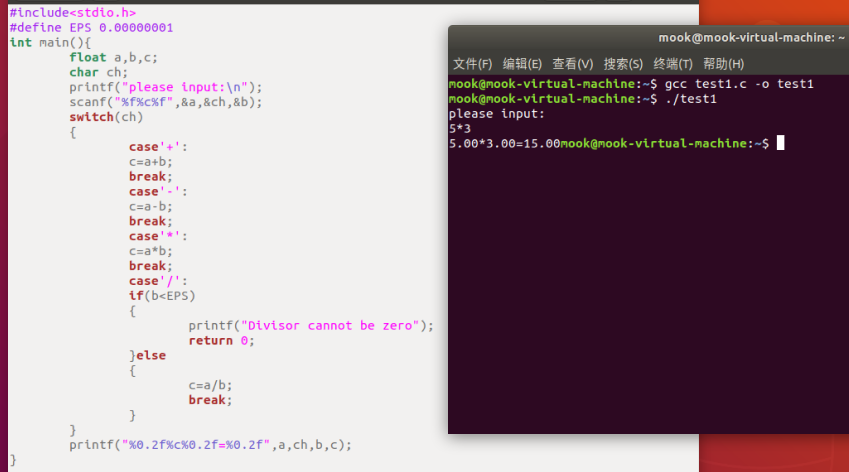 #include<stdio.h>
#define EPS 0.00000001
int main(){
float a,b,c;
char ch;
printf("please input:\n");
scanf("%f%c%f",&a,&ch,&b);
switch(ch)
{
case'+':
c=a+b;
break;
case'-':
c=a-b;
break;
case'*':
c=a*b;
break;
case'/':
if(b<EPS)
{
printf("Divisor cannot be zero");
return 0;
}else
{
c=a/b;
break;
}
}
printf("%0.2f%c%0.2f=%0.2f",a,ch,b,c);
}
mook@mook-virtual-machine: ~
文件(F) 编辑(E) 查看(V) 搜索(S) 终端(T) 帮助(H)
mook@mook-virtual-machine:~$ gcc test1.c -o test1
mook@mook-virtual-machine:~$ ./test1
please input:
5*3
5.00*3.00=15.00mook@mook-virtual-machine:~$